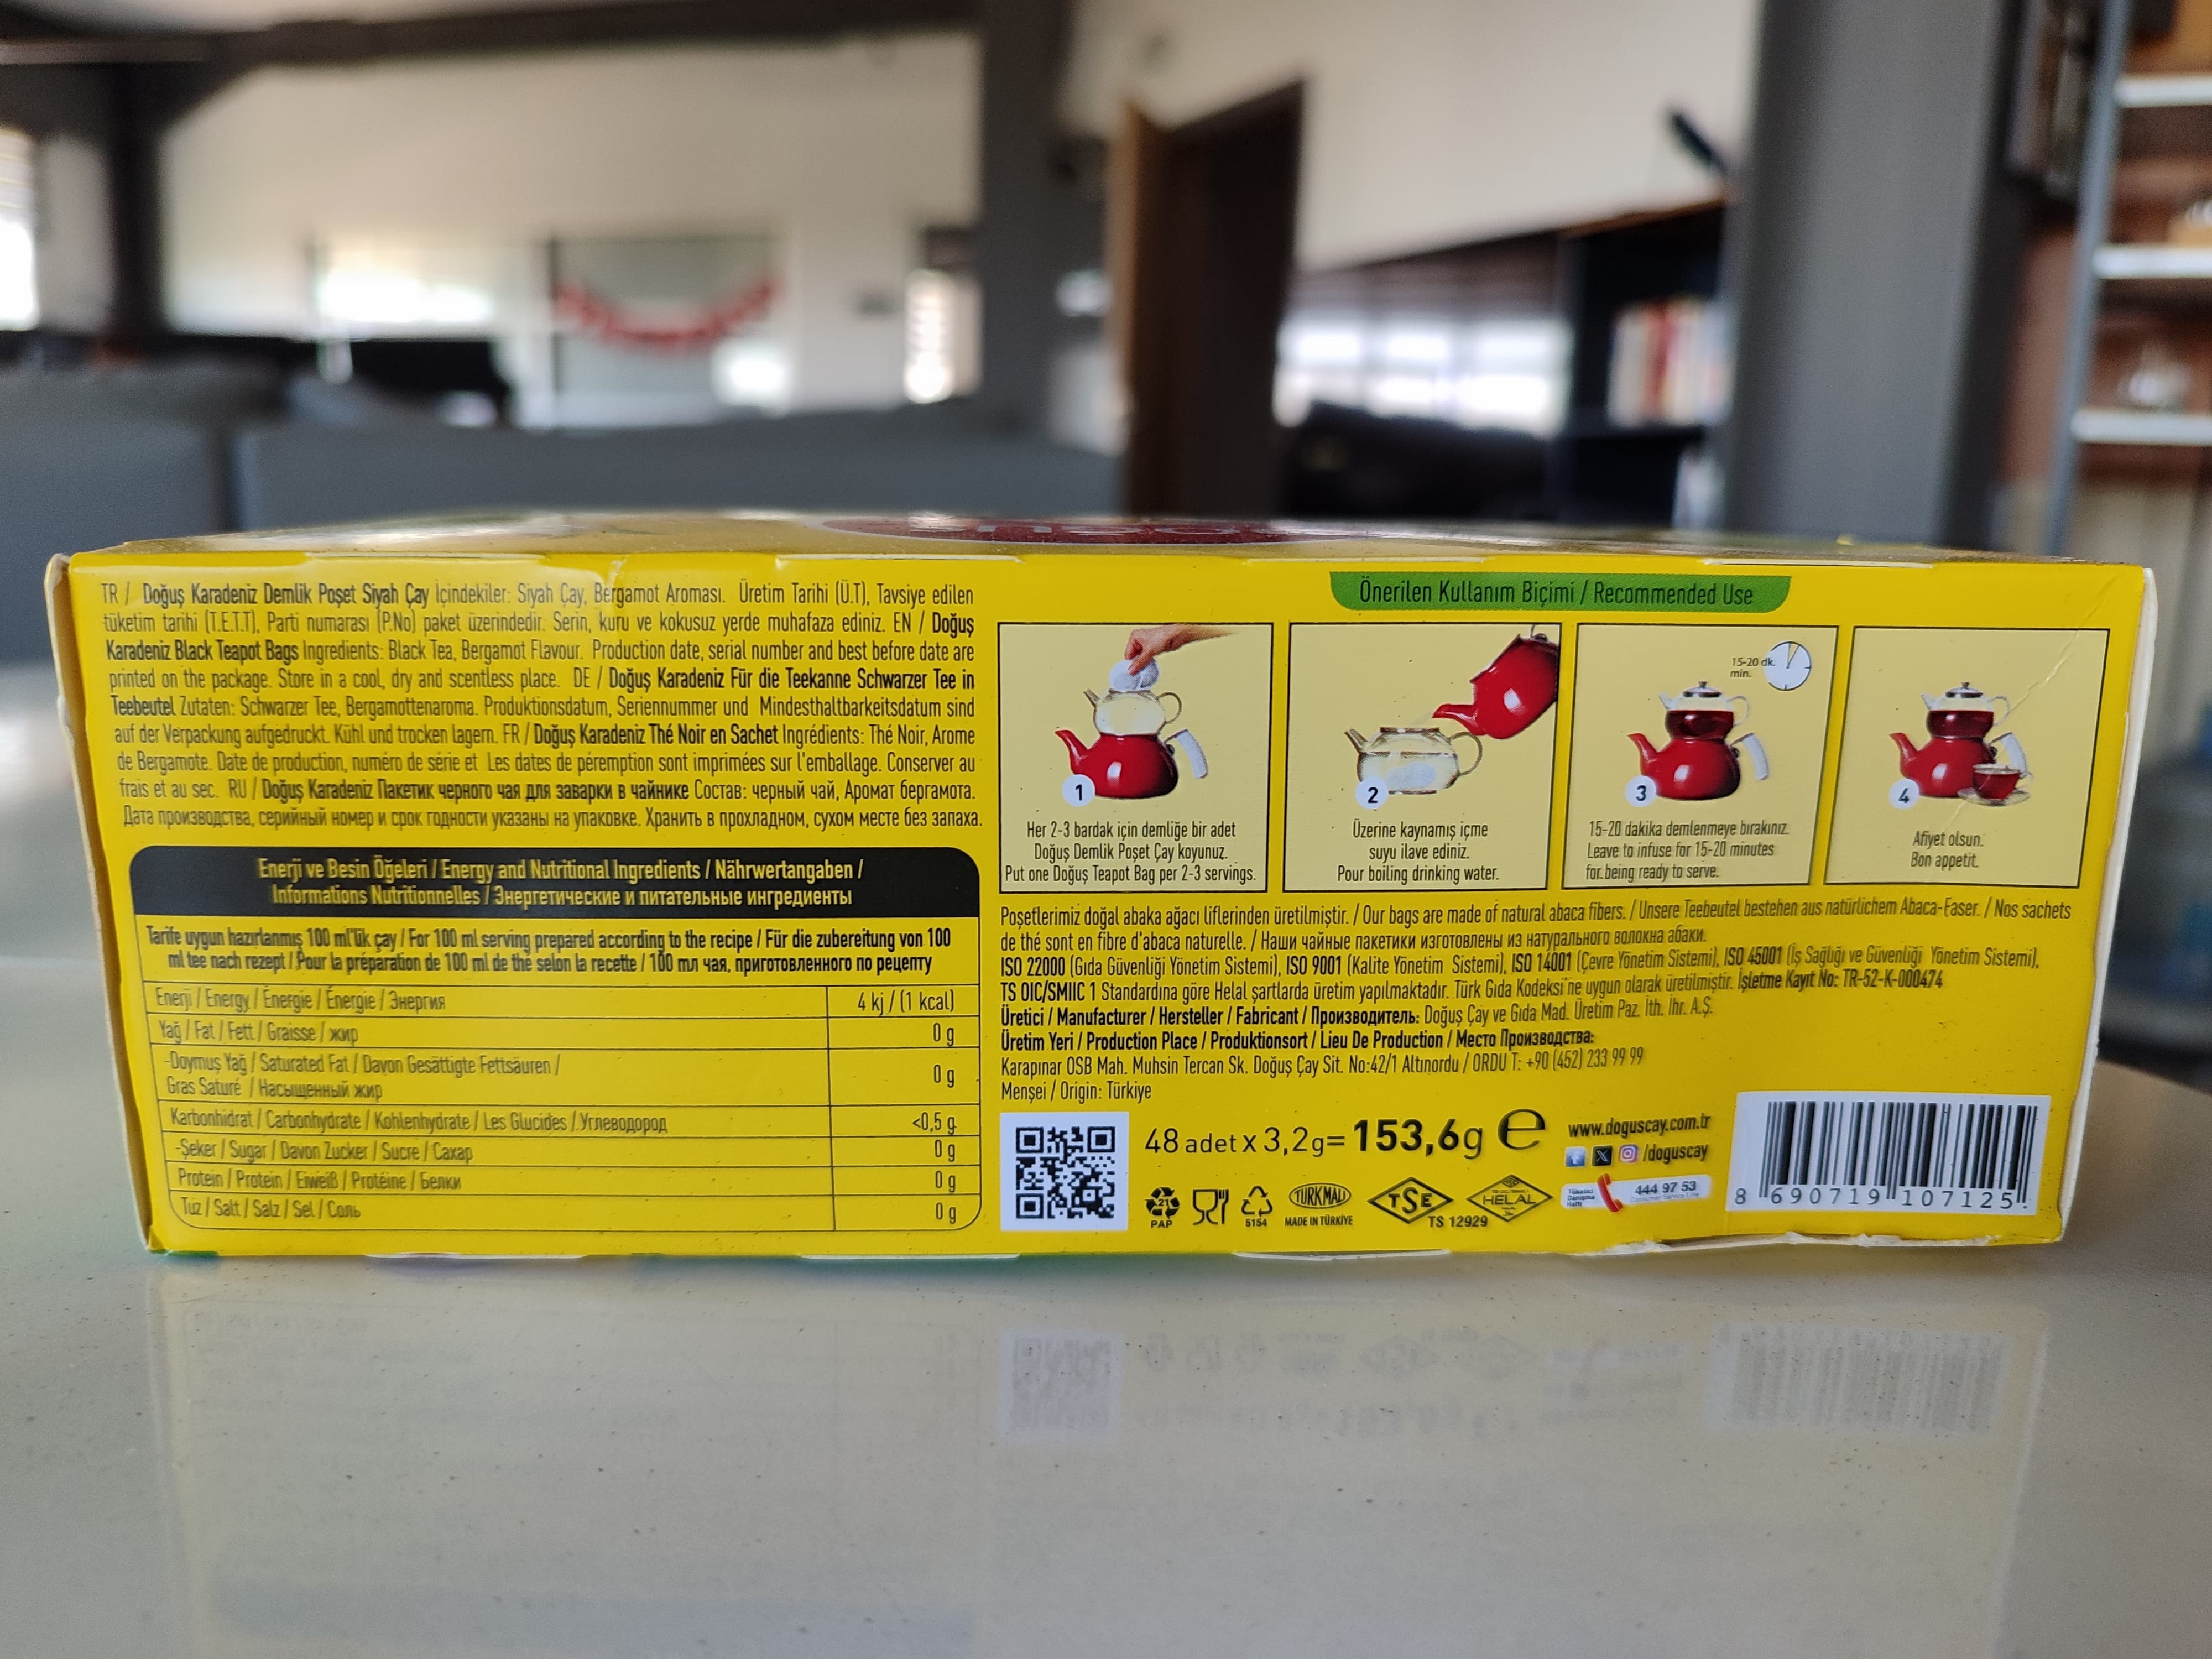 TR / Doğuş Karadeniz Demlik Poşet Siyah Çay İçindekiler: Siyah Çay, Bergamot Aroması. Üretim Tarihi (Ü.T), Tavsiye edilen
tüketim tarihi (T.E.T.T), Parti numarası (P.No) paket üzerindedir. Serin, kuru ve kokusuz yerde muhafaza ediniz. EN / Doğuş
Karadeniz Black Teapot Bags Ingredients: Black Tea, Bergamot Flavour. Production date, serial number and best before date are
printed on the package. Store in a cool, dry and scentless place. DE / Doğuş Karadeniz Für die Teekanne Schwarzer Tee in
Teebeutel Zutaten: Schwarzer Tee, Bergamottenaroma. Produktionsdatum, Seriennummer und Mindesthaltbarkeitsdatum sind
auf der Verpackung aufgedruckt. Kühl und trocken lagern. FR / Doğuş Karadeniz Thé Noir en Sachet Ingrédients: Thé Noir, Arome
de Bergamote. Date de production, numéro de série et Les dates de péremption sont imprimées sur l'emballage. Conserver au
frais et au sec. RU / Doğuş Karadeniz Пакетик черного чая для заварки в чайнике Состав: черный чай, Аромат бергамота.
Дата производства, серийный номер и срок годности указаны на упаковке. Хранить в прохладном, сухом месте без запаха.
Enerji ve Besin Öğeleri / Energy and Nutritional Ingredients / Nährwertangaben /
Informations Nutritionnelles / Энергетические и питательные ингредиенты
Tarife uygun hazırlanmış 100 ml'lik çay / For 100 ml serving prepared according to the recipe / Für die zubereitung von 100
ml tee nach rezept / Pour la préparation de 100 ml de thé selon la recette / 100 мл чая, приготовленного по рецепту
Enerji / Energy / Energie / Énergie / Энергия 4 kj / (1 kcal)
Yağ / Fat / Fett / Graisse / жир 0 g
-Doymuş Yağ / Saturated Fat / Davon Gesättigte Fettsäuren /
Gras Saturé / Насыщенный жир 0 g
Karbonhidrat / Carbonhydrate / Kohlenhydrate / Les Glucides / Углеводород <0,5 g
-Şeker / Sugar / Davon Zucker / Sucre / Сахар 0 g
Protein / Protein / Eiweiß / Protéine / Белки 0 g
Tuz / Salt / Salz / Sel / Соль 0 g
Önerilen Kullanım Biçimi / Recommended Use
1
Her 2-3 bardak için demliğe bir adet
Doğuş Demlik Poşet Çay koyunuz.
Put one Doğuş Teapot Bag per 2-3 servings.
2
Üzerine kaynamış içme
suyu ilave ediniz.
Pour boiling drinking water.
15-20 dk.
min.
3
15-20 dakika demlenmeye bırakınız.
Leave to infuse for 15-20 minutes
for being ready to serve.
4
Afiyet olsun.
Bon appetit.
Poşetlerimiz doğal abaka ağacı liflerinden üretilmiştir. / Our bags are made of natural abaca fibers. / Unsere Teebeutel bestehen aus natürlichem Abaca-Faser. / Nos sachets
de thé sont en fibre d'abaca naturelle. / Наши чайные пакетики изготовлены из натурального волокна абаки.
ISO 22000 (Gıda Güvenliği Yönetim Sistemi), ISO 9001 (Kalite Yönetim Sistemi), ISO 14001 (Çevre Yönetim Sistemi), ISO 45001 (İş Sağlığı ve Güvenliği Yönetim Sistemi),
TS OIC/SMIIC 1 Standardına göre Helal şartlarda üretim yapılmaktadır. Türk Gıda Kodeksi'ne uygun olarak üretilmiştir. İşletme Kayıt No: TR-52-K-000474
Üretici / Manufacturer / Hersteller / Fabricant / Производитель: Doğuş Çay ve Gıda Mad. Üretim Paz. İth. İhr. A.Ş.
Üretim Yeri / Production Place / Produktionsort / Lieu De Production / Место Производства:
Karapınar OSB Mah. Muhsin Tercan Sk. Doğuş Çay Sit. No:42/1 Altınordu / ORDU T: +90 (452) 233 99 99
Menşei / Origin: Türkiye
48 adet x 3,2g= 153,6g e
www.doguscay.com.tr
/doguscay
21
PAP
5154
TURKMALI
MADE IN TÜRKİYE
TSE
TS 12929
HELAL
Tüketici
Danışma
Hattı
444 97 53
8 690719 107125